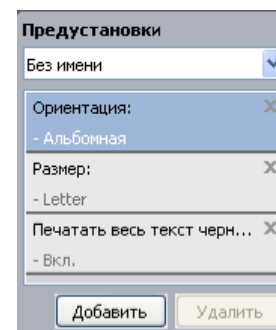 Предустановки
Без имени
Ориентация:
- Альбомная
Размер:
- Letter
Печатать весь текст черн...
- Вкл.
Добавить Удалить